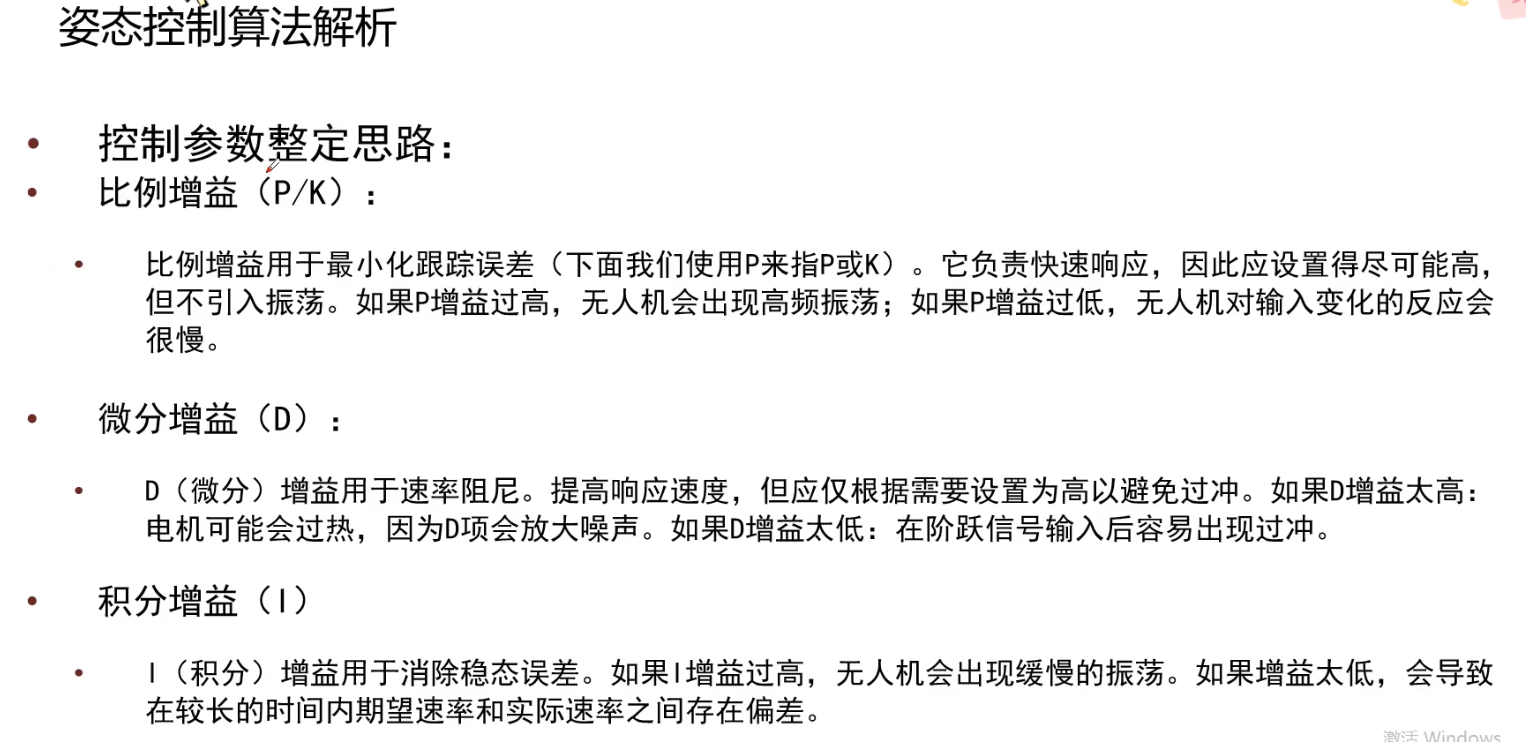 姿态控制算法解析
控制参数整定思路：
比例增益（P/K）：
比例增益用于最小化跟踪误差（下面我们使用P来指P或K）。它负责快速响应，因此应设置得尽可能高，
但不引入振荡。如果P增益过高，无人机会出现高频振荡；如果P增益过低，无人机对输入变化的反应会
很慢。
微分增益（D）：
D（微分）增益用于速率阻尼。提高响应速度，但应仅根据需要设置为高以避免过冲。如果D增益太高：
电机可能会过热，因为D项会放大噪声。如果D增益太低：在阶跃信号输入后容易出现过冲。
积分增益（I）
I（积分）增益用于消除稳态误差。如果I增益过高，无人机会出现缓慢的振荡。如果增益太低，会导致
在较长的时间内期望速率和实际速率之间存在偏差。
激活 Windows